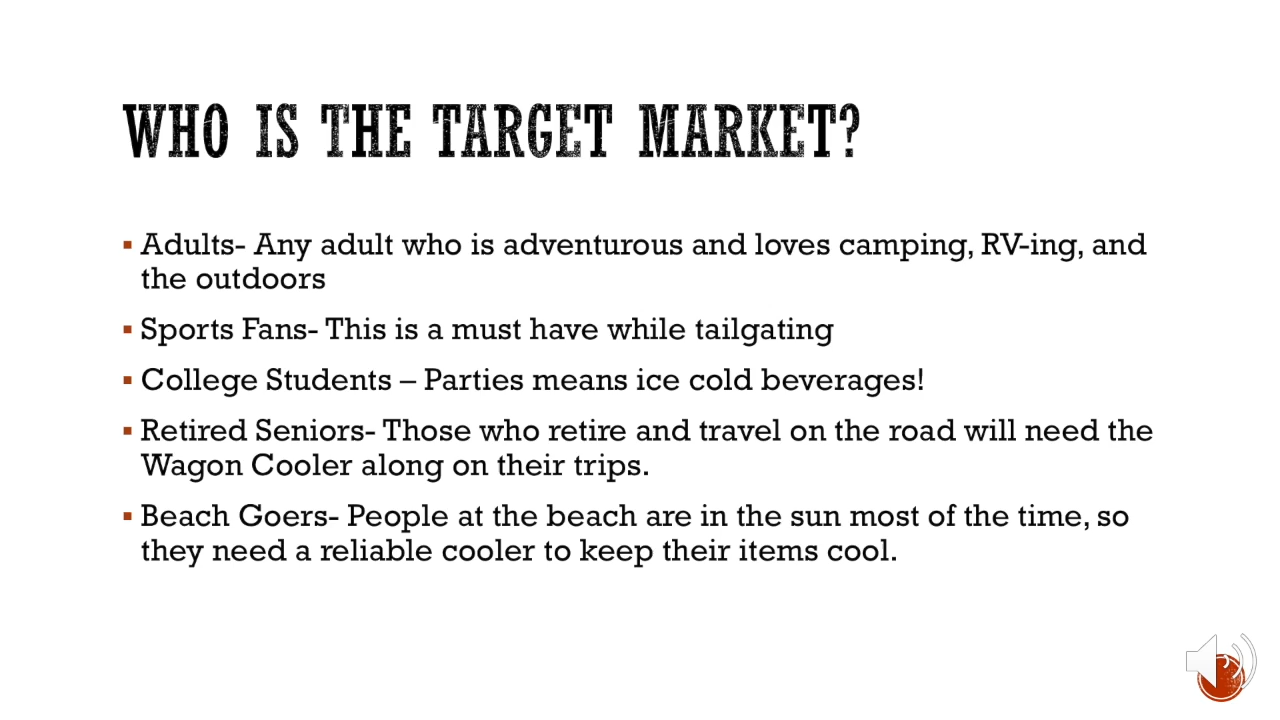 WHO IS THE TARGET MARKET?
▪ Adults- Any adult who is adventurous and loves camping, RV-ing, and
the outdoors
▪ Sports Fans- This is a must have while tailgating
▪ College Students – Parties means ice cold beverages!
▪ Retired Seniors- Those who retire and travel on the road will need the
Wagon Cooler along on their trips.
▪ Beach Goers- People at the beach are in the sun most of the time, so
they need a reliable cooler to keep their items cool.